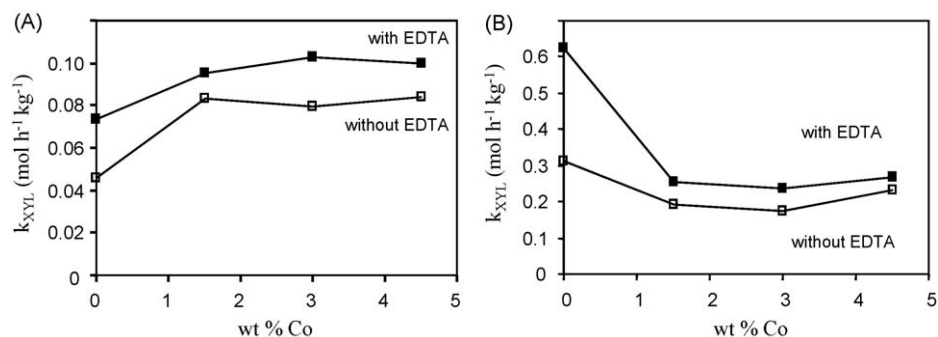 (A)
k_XYL (mol h⁻¹ kg⁻¹)
0.10
0.08
0.06
0.04
0.02
0
with EDTA
without EDTA
0 1 2 3 4 5
wt % Co
(B)
k_XYL (mol h⁻¹ kg⁻¹)
0.6
0.5
0.4
0.3
0.2
0.1
0
with EDTA
without EDTA
0 1 2 3 4 5
wt % Co